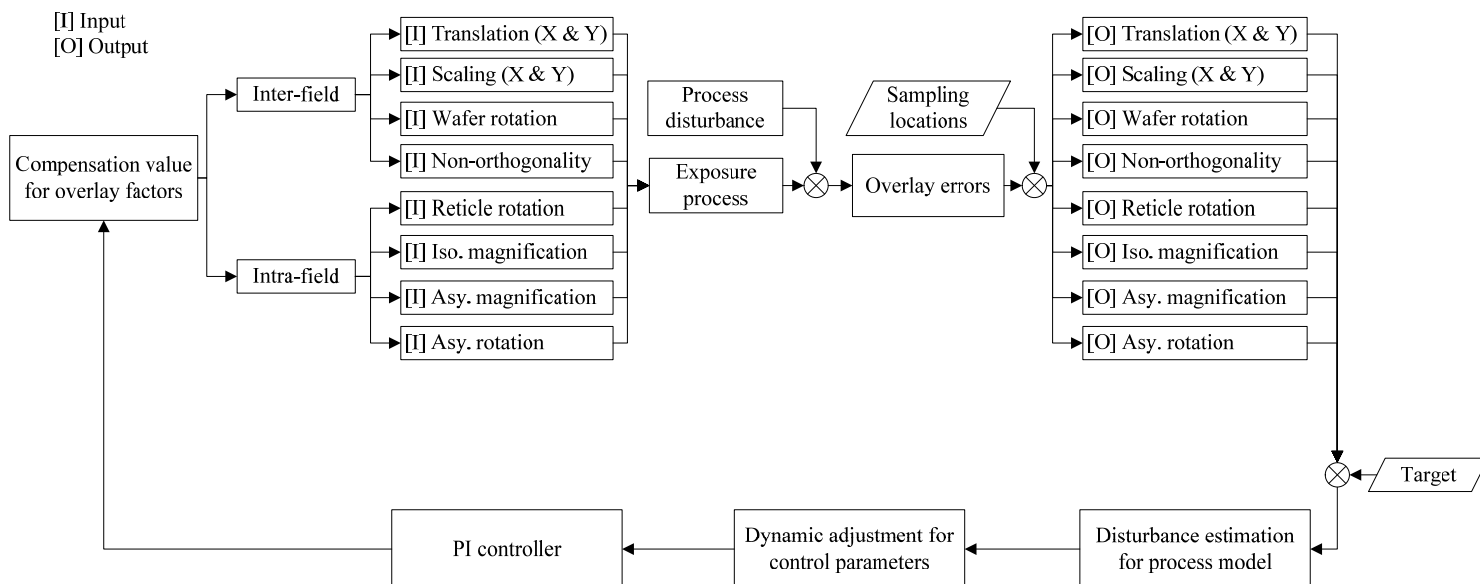 [I] Input
[O] Output
Compensation value
for overlay factors
Inter-field
Intra-field
[I] Translation (X & Y)
[I] Scaling (X & Y)
[I] Wafer rotation
[I] Non-orthogonality
[I] Reticle rotation
[I] Iso. magnification
[I] Asy. magnification
[I] Asy. rotation
Process
disturbance
Exposure
process
Sampling
locations
Overlay errors
[O] Translation (X & Y)
[O] Scaling (X & Y)
[O] Wafer rotation
[O] Non-orthogonality
[O] Reticle rotation
[O] Iso. magnification
[O] Asy. magnification
[O] Asy. rotation
Target
Disturbance estimation
for process model
Dynamic adjustment for
control parameters
PI controller